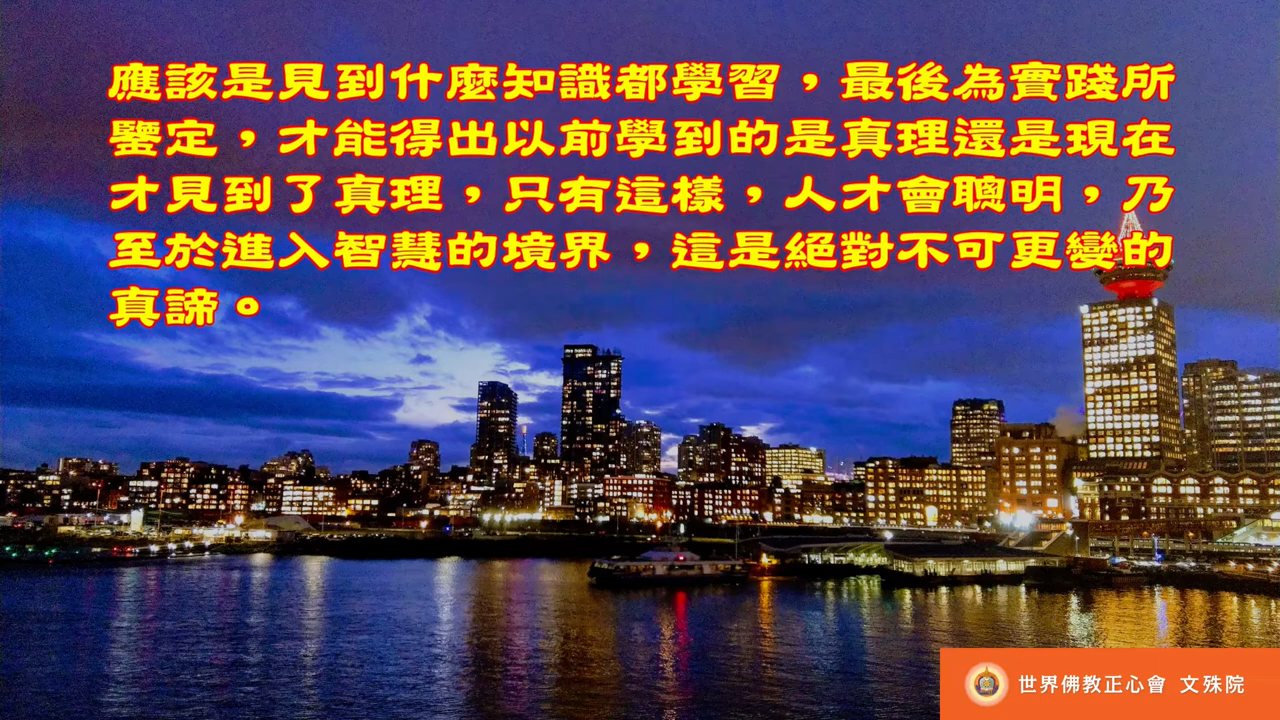 應該是見到什麼知識都學習，最後為實踐所
鑒定，才能得出以前學到的是真理還是現在
才見到了真理，只有這樣，人才會聰明，乃
至於進入智慧的境界，這是絕對不可更變的
真諦。
世界佛教正心會 文殊院